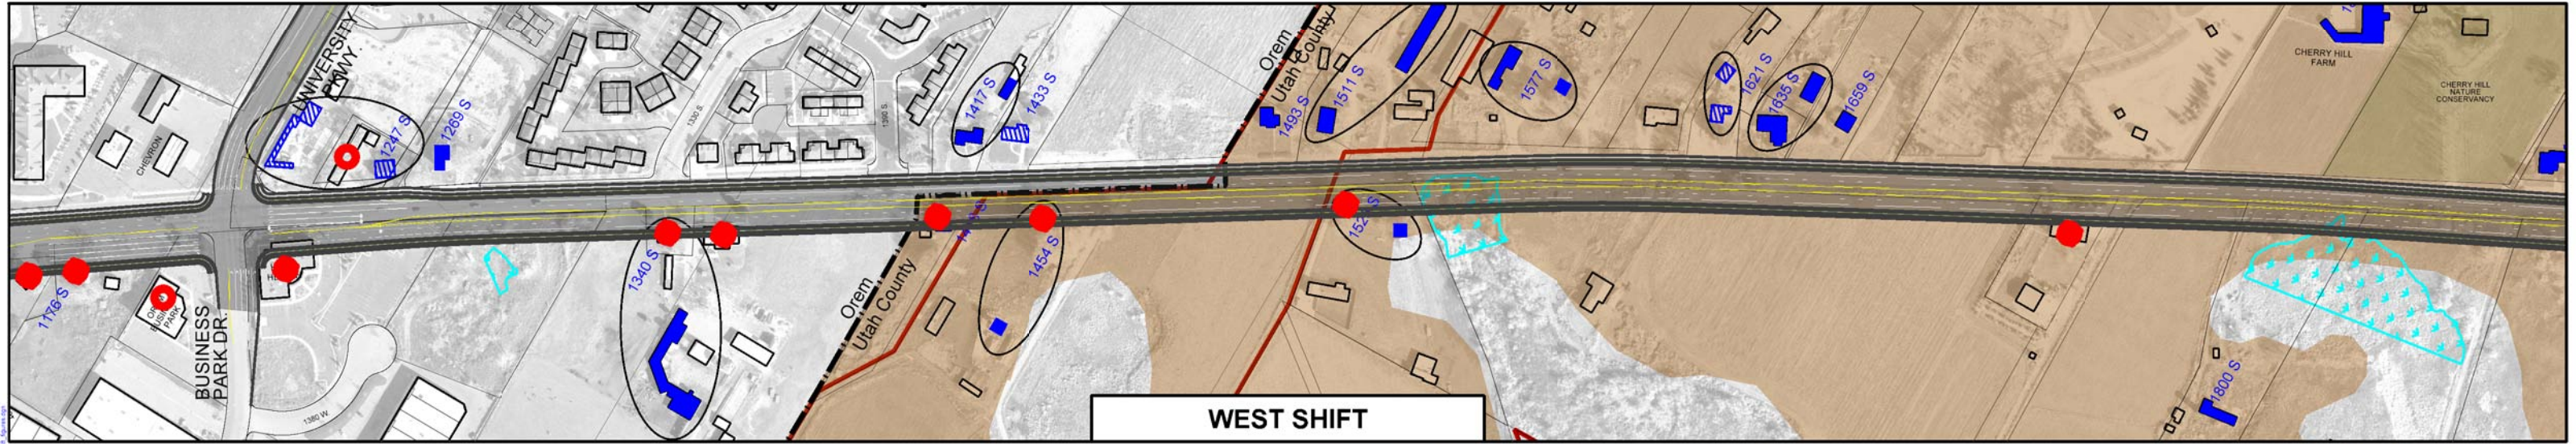 UNIVERSITY
PKWY
CHEVRON
1247 S
1269 S
1330 S.
1390 S.
1417 S
1433 S
Orem
Utah County
1493 S
1511 S
1577 S
1621 S
1635 S
1659 S
CHERRY HILL
FARM
CHERRY HILL
NATURE
CONSERVANCY
1176 S
PARK
BUSINESS
PARK DR.
1380 W
1340 S
Orem
Utah County
1454 S
1800 S
WEST SHIFT